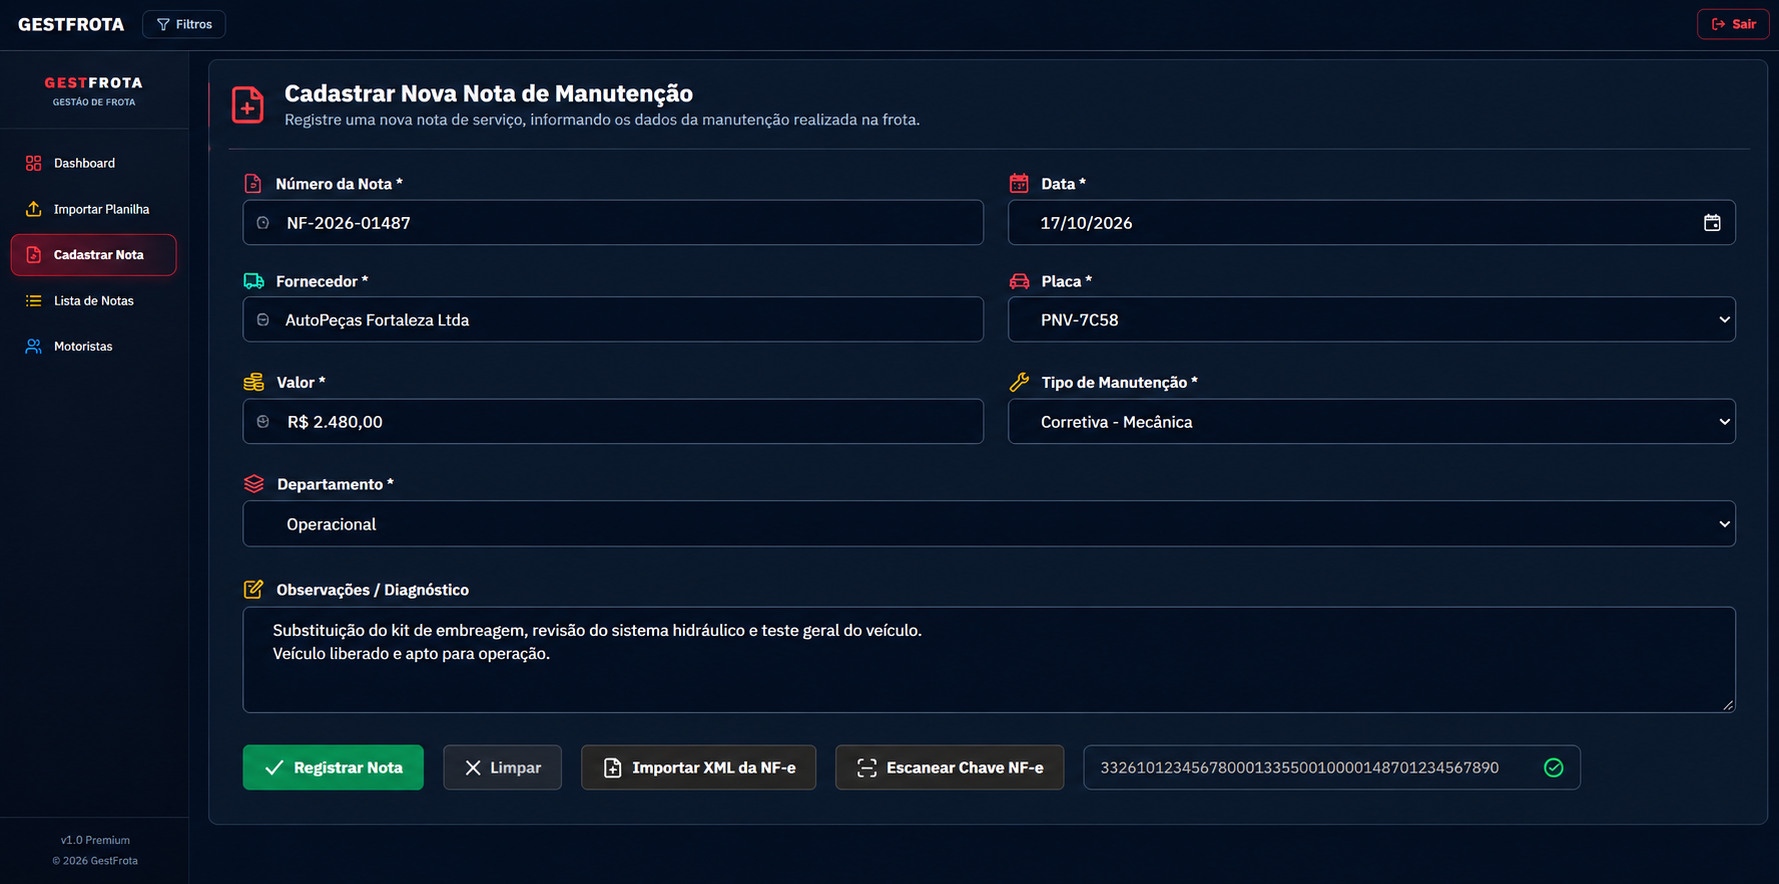 GESTFROTA
Filtros
Sair
GESTFROTA
GESTÃO DE FROTA
Dashboard
Importar Planilha
Cadastrar Nota
Lista de Notas
Motoristas
v1.0 Premium
© 2026 GestFrota
Cadastrar Nova Nota de Manutenção
Registre uma nova nota de serviço, informando os dados da manutenção realizada na frota.
Número da Nota *
NF-2026-01487
Data *
17/10/2026
Fornecedor *
AutoPeças Fortaleza Ltda
Placa *
PNV-7C58
Valor *
R$ 2.480,00
Tipo de Manutenção *
Corretiva - Mecânica
Departamento *
Operacional
Observações / Diagnóstico
Substituição do kit de embreagem, revisão do sistema hidráulico e teste geral do veículo.
Veículo liberado e apto para operação.
Registrar Nota
Limpar
Importar XML da NF-e
Escanear Chave NF-e
33261012345678000133550010000148701234567890